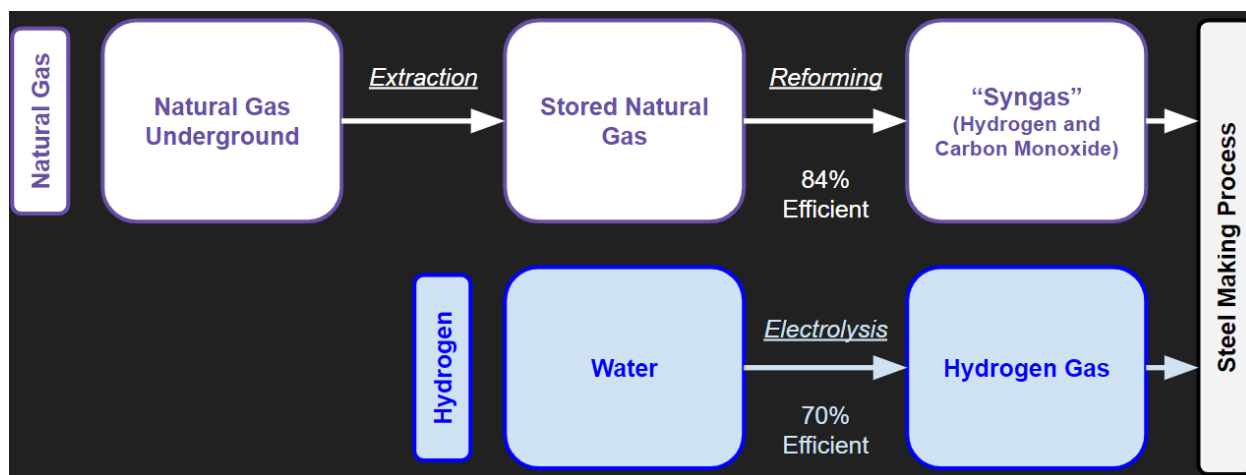 Natural Gas
Natural Gas
Underground
Extraction
Stored Natural
Gas
Reforming
84%
Efficient
“Syngas”
(Hydrogen and
Carbon Monoxide)
Steel Making Process
Hydrogen
Water
Electrolysis
70%
Efficient
Hydrogen Gas